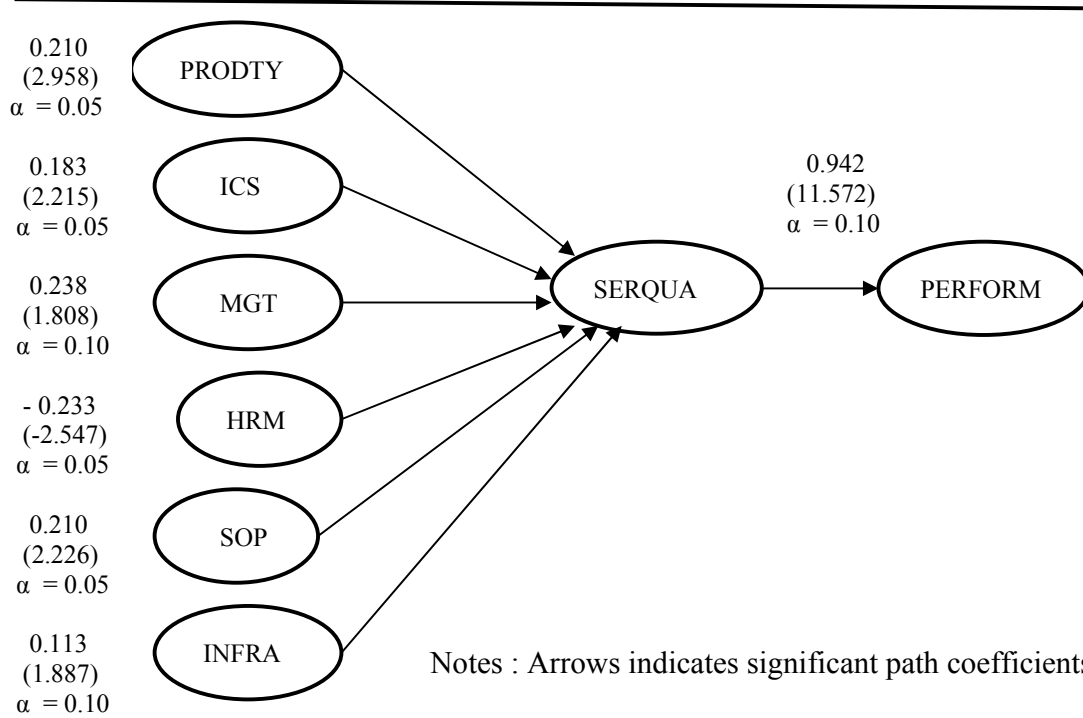 0.210
(2.958)
α = 0.05
PRODTY
0.183
(2.215)
α = 0.05
ICS
0.238
(1.808)
α = 0.10
MGT
- 0.233
(-2.547)
α = 0.05
HRM
0.210
(2.226)
α = 0.05
SOP
0.113
(1.887)
α = 0.10
INFRA
SERQUA
0.942
(11.572)
α = 0.10
PERFORM
Notes : Arrows indicates significant path coefficients